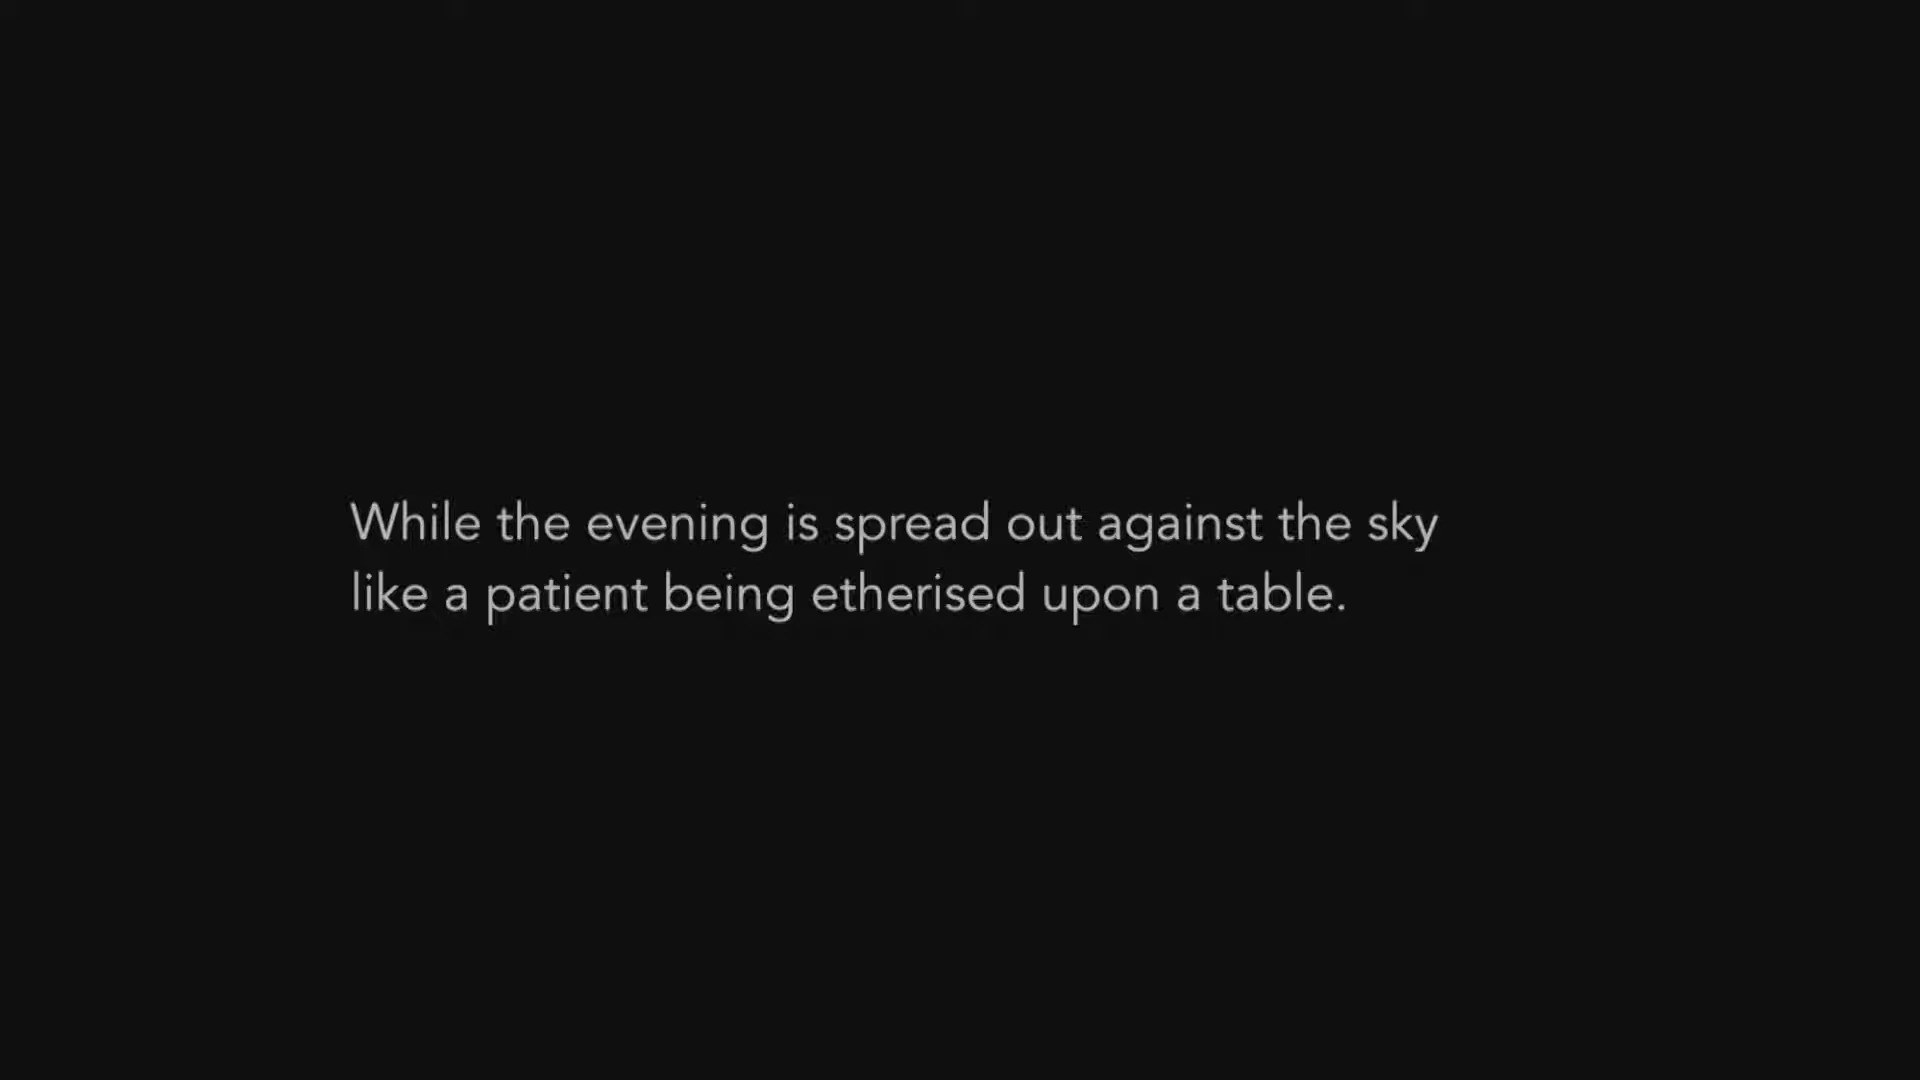 While the evening is spread out against the sky
like a patient being etherised upon a table.